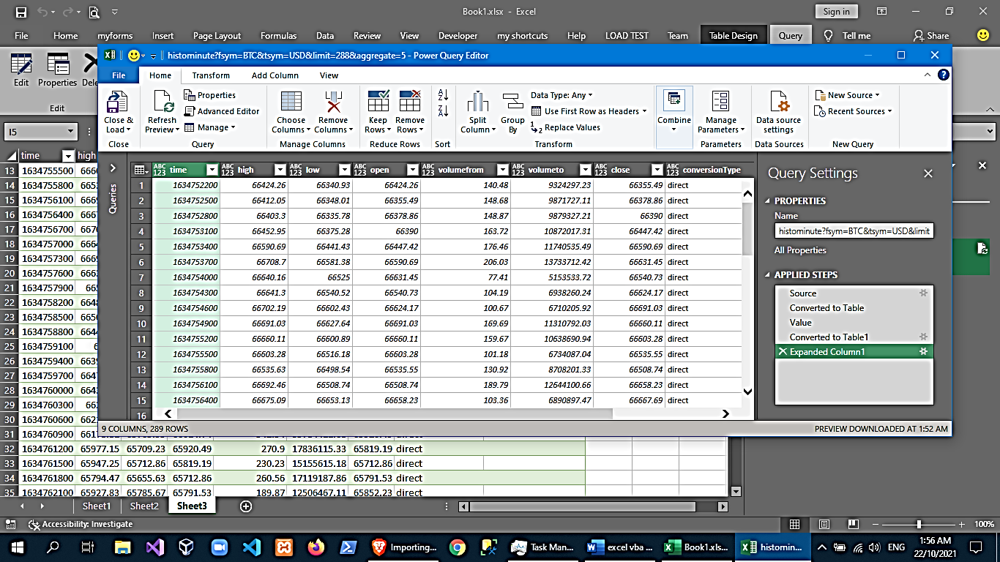 Book1.xlsx - Excel
Sign in
File Home myforms Insert Page Layout Formulas Data Review View Developer my shortcuts Help LOAD TEST Team Table Design Query Tell me Share
histominute?fsym=BTC&tsym=USD&limit=288&aggregate=5 - Power Query Editor
File Home Transform Add Column View
Edit Properties Dele
Edit
Close & Load
Close
Refresh Preview
Properties
Advanced Editor
Manage
Query
Choose Columns
Remove Columns
Manage Columns
Keep Rows
Remove Rows
Reduce Rows
Sort
Split Column
Group By
Data Type: Any
Use First Row as Headers
Replace Values
Transform
Combine
Manage Parameters
Parameters
Data source settings
Data Sources
New Source
Recent Sources
New Query
I5
time high
13 1634755500
14 1634755800
15 1634756100
16 1634756400
17 1634756700
18 1634757000
19 1634757300
20 1634757600
21 1634757900
22 1634758200
23 1634758500
24 1634758800
25 1634759100
26 1634759400
27 1634759700
28 1634760000
29 1634760300
30 1634760600
31 1634760900
32 1634761200 65977.15 65709.23 65920.49 270.9 17836115.33 65819.19 direct
33 1634761500 65947.25 65712.86 65819.19 230.23 15155615.18 65712.86 direct
34 1634761800 65794.47 65655.63 65712.86 260.56 17119187.86 65791.53 direct
35 1634762100 65927.83 65785.67 65791.53 189.87 12506467.11 65852.23 direct
Queries
ABC 123 time ABC 123 high ABC 123 low ABC 123 open ABC 123 volumefrom ABC 123 volumeto ABC 123 close ABC 123 conversionType
1 1634752200 66424.26 66340.93 66424.26 140.48 9324297.23 66355.49 direct
2 1634752500 66412.05 66348.01 66355.49 148.68 9871727.11 66378.86 direct
3 1634752800 66403.3 66335.78 66378.86 148.87 9879327.21 66390 direct
4 1634753100 66452.95 66375.28 66390 163.72 10872017.31 66447.42 direct
5 1634753400 66590.69 66441.43 66447.42 176.46 11740535.49 66590.69 direct
6 1634753700 66708.7 66581.38 66590.69 206.03 13733712.42 66631.45 direct
7 1634754000 66640.16 66525 66631.45 77.41 5153533.72 66540.73 direct
8 1634754300 66641.3 66540.52 66540.73 104.19 6938260.24 66624.17 direct
9 1634754600 66702.19 66602.43 66624.17 100.67 6710205.92 66691.03 direct
10 1634754900 66691.03 66627.64 66691.03 169.69 11310792.03 66660.11 direct
11 1634755200 66660.11 66600.89 66660.11 159.67 10638690.94 66603.28 direct
12 1634755500 66603.28 66516.18 66603.28 101.18 6734087.04 66535.55 direct
13 1634755800 66535.63 66498.54 66535.55 130.92 8708201.33 66508.74 direct
14 1634756100 66692.46 66508.74 66508.74 189.79 12644100.66 66658.23 direct
15 1634756400 66675.09 66653.13 66658.23 103.36 6890897.47 66667.69 direct
16
Query Settings
PROPERTIES
Name
histominute?fsym=BTC&tsym=USD&limit
All Properties
APPLIED STEPS
Source
Converted to Table
Value
Converted to Table1
Expanded Column1
9 COLUMNS, 289 ROWS
PREVIEW DOWNLOADED AT 1:52 AM
Sheet1 Sheet2 Sheet3
Accessibility: Investigate
100%
Importing...
Task Man...
excel vba ...
Book1.xls...
histomin...
ENG
1:56 AM
22/10/2021